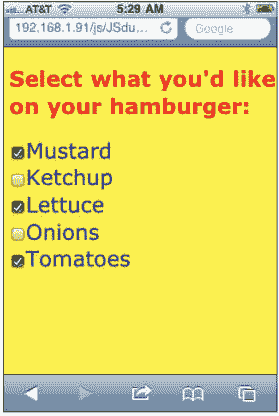 AT&T 5:29 AM
192.168.1.91/js/JSdu... Google
Select what you'd like
on your hamburger:
Mustard
Ketchup
Lettuce
Onions
Tomatoes